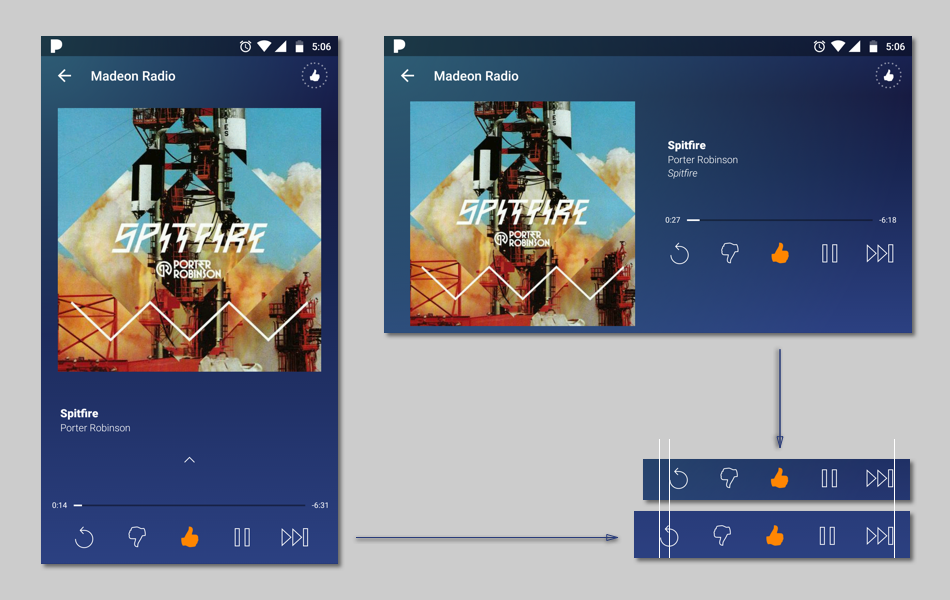 5:06
Madeon Radio
TES
SPITFIRE
PORTER
ROBINSON
Spitfire
Porter Robinson
0:14
-6:31
5:06
Madeon Radio
SPITFIRE
PORTER
ROBINSON
Spitfire
Porter Robinson
Spitfire
0:27
-6:18